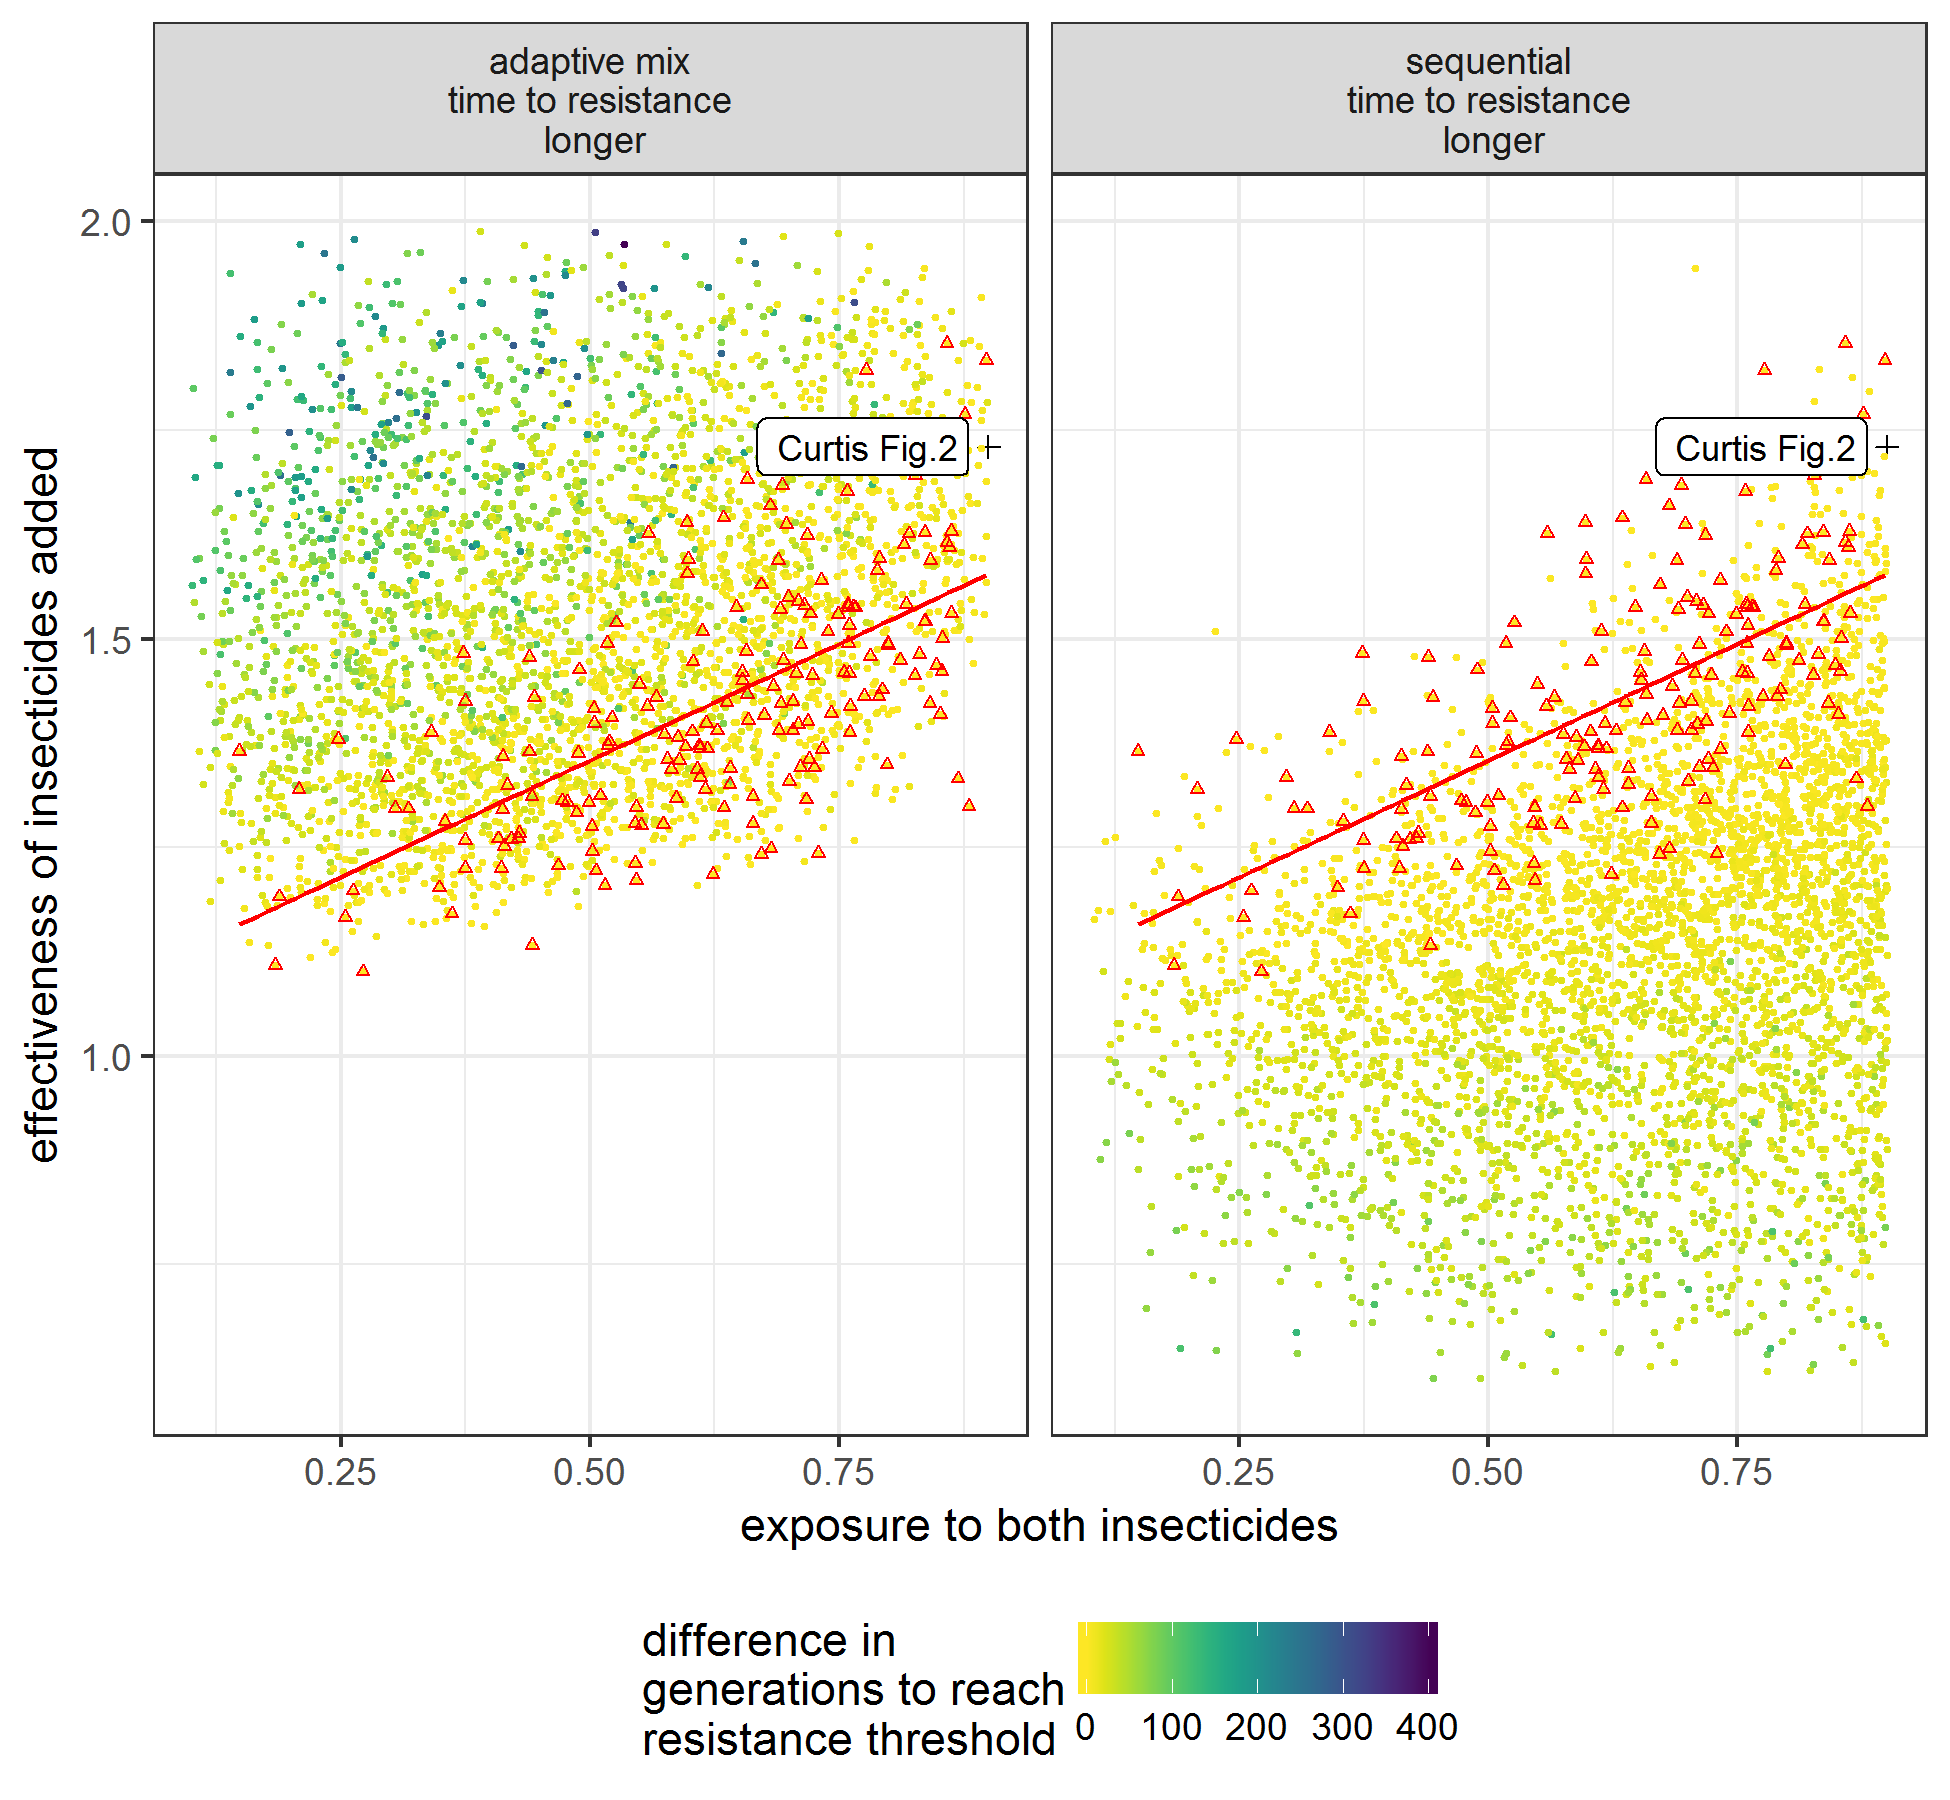 adaptive mix
time to resistance
longer
sequential
time to resistance
longer
effectiveness of insecticides added
2.0
1.5
1.0
Curtis Fig.2
Curtis Fig.2
0.25 0.50 0.75
0.25 0.50 0.75
exposure to both insecticides
difference in
generations to reach
resistance threshold
0 100 200 300 400